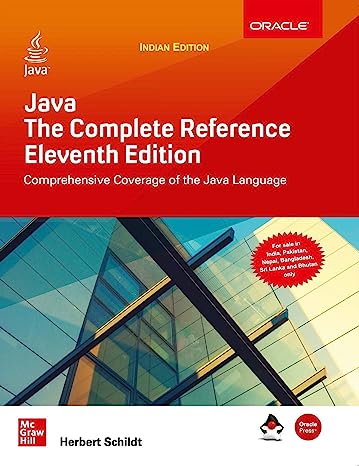 INDIAN EDITION
ORACLE
Java
Java
The Complete Reference
Eleventh Edition
Comprehensive Coverage of the Java Language
For sale in
India, Pakistan,
Nepal, Bangladesh,
Sri Lanka and Bhutan
only
Mc
Graw
Hill
Herbert Schildt
Oracle
Press